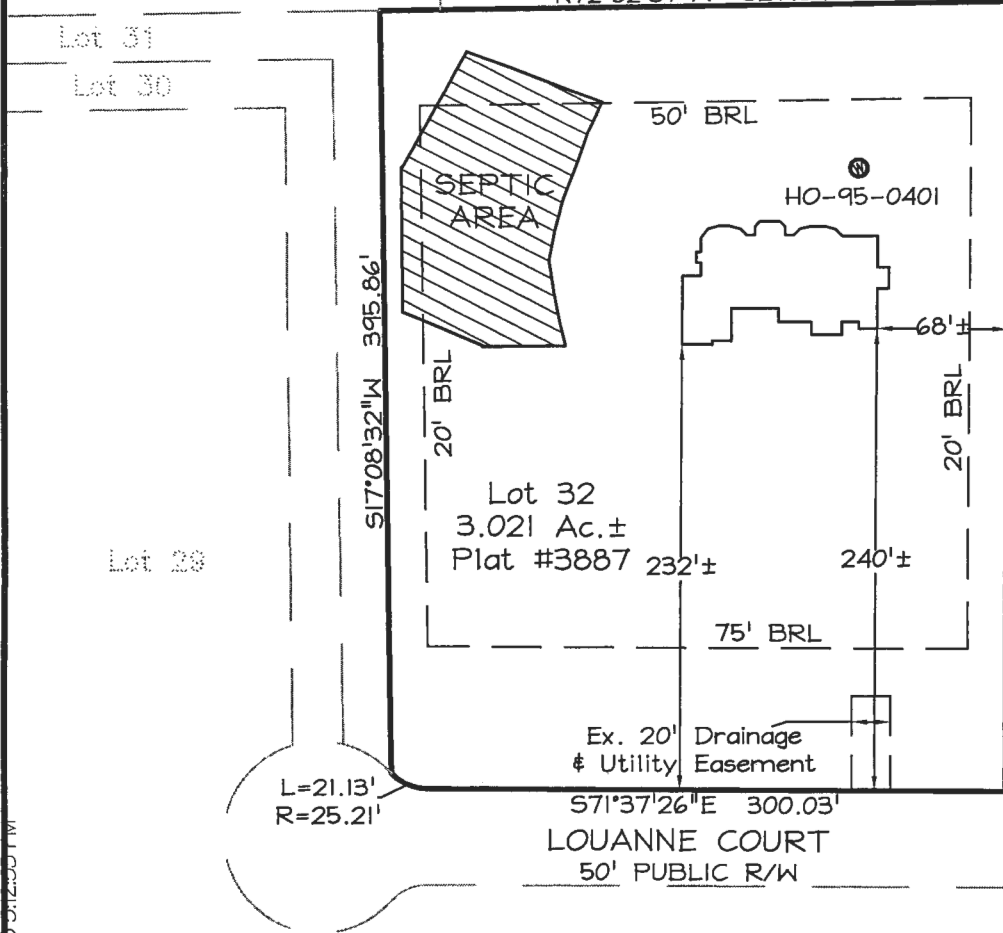 Lot 31
Lot 30
50' BRL
SEPTIC
AREA
HO-95-0401
W
S17°08'32"W 395.86'
68'±
20' BRL
20' BRL
Lot 32
3.021 Ac.±
Plat #3887
232'±
240'±
Lot 29
75' BRL
Ex. 20' Drainage
& Utility Easement
L=21.13'
R=25.21'
S71°37'26"E 300.03'
LOUANNE COURT
50' PUBLIC R/W